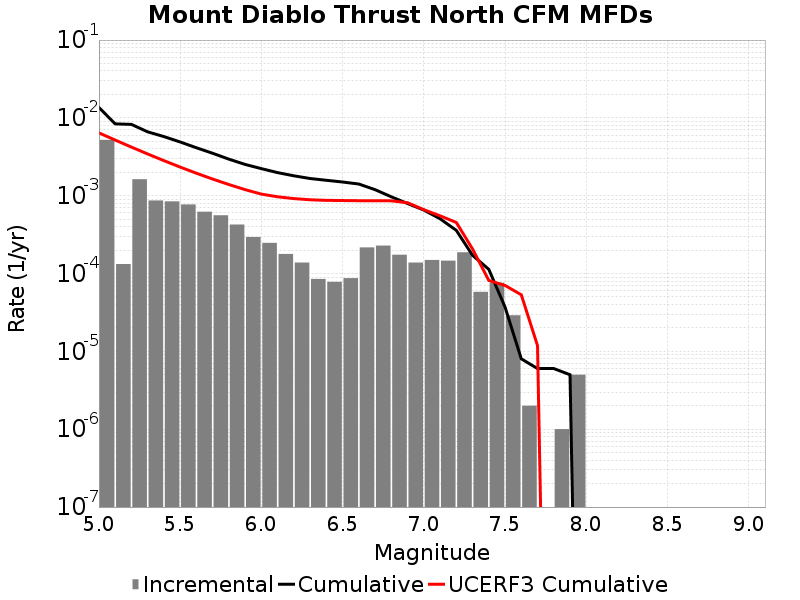 Mount Diablo Thrust North CFM MFDs
10-1
10-2
10-3
10-4
10-5
10-6
10-7
Rate (1/yr)
5.0 5.5 6.0 6.5 7.0 7.5 8.0 8.5 9.0
Magnitude
Incremental Cumulative UCERF3 Cumulative